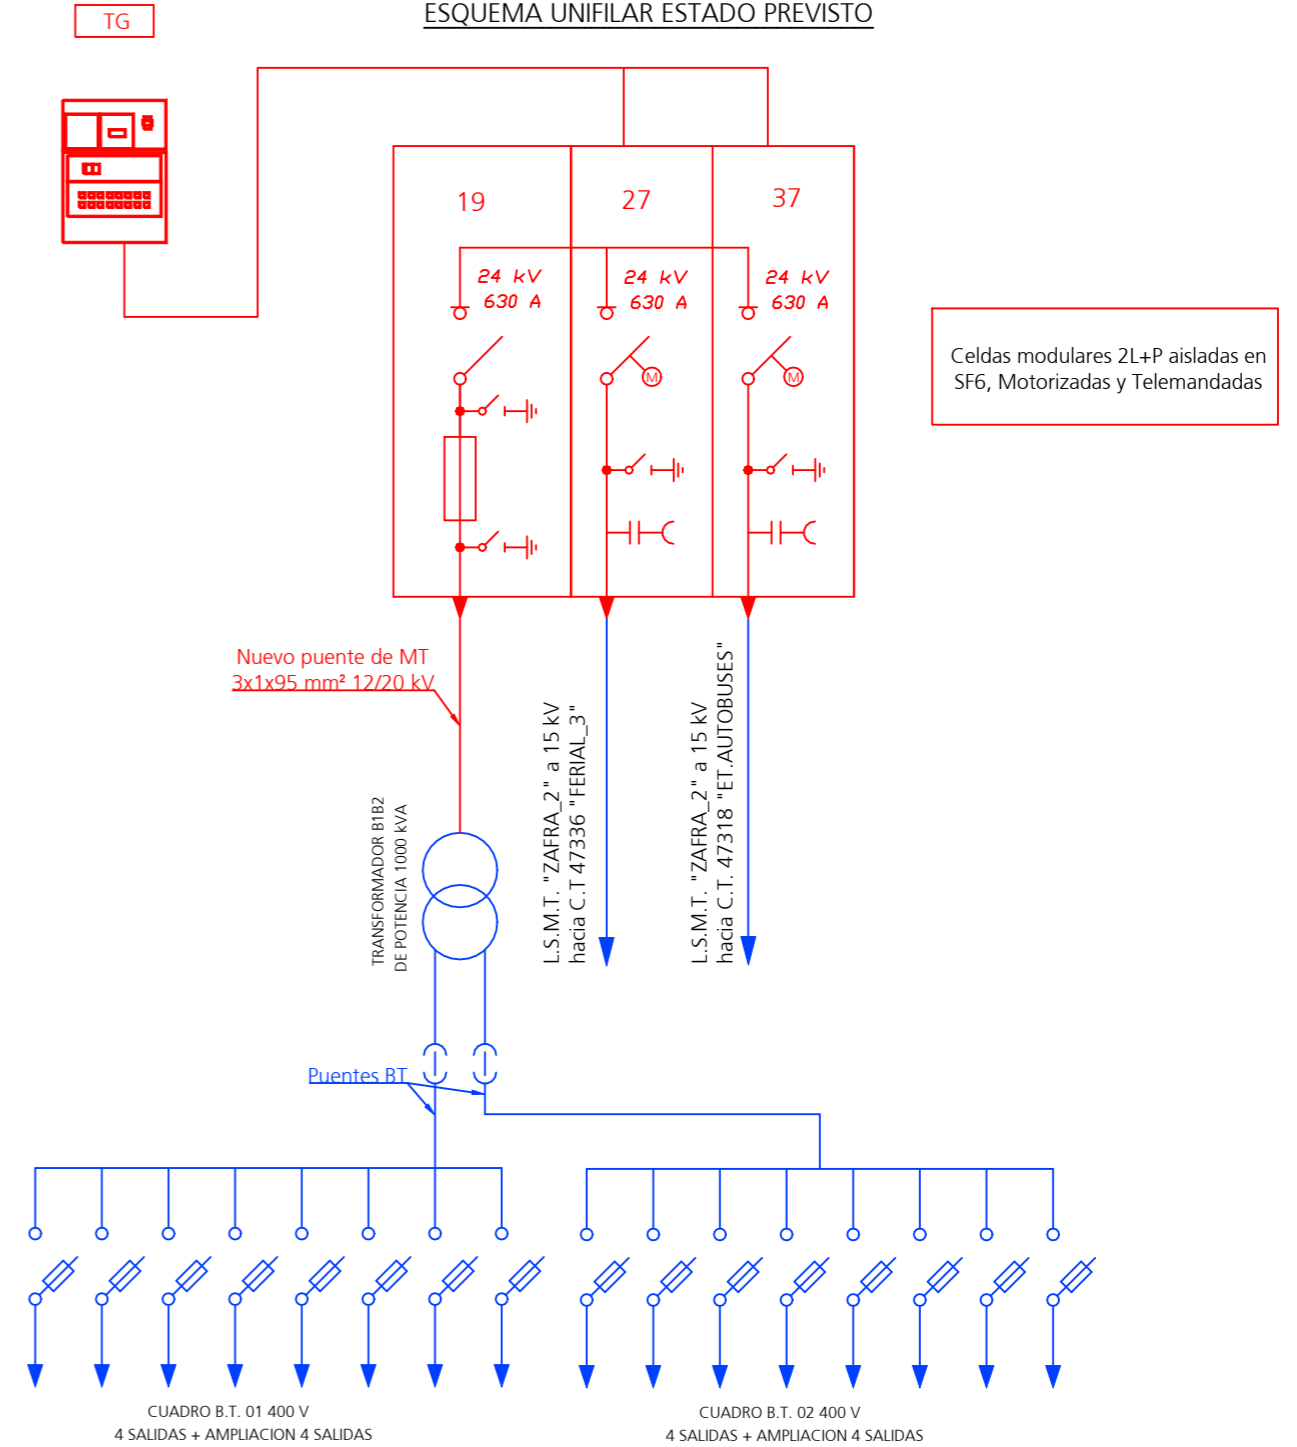 TG
ESQUEMA UNIFILAR ESTADO PREVISTO
19
27
37
24 kV
630 A
24 kV
630 A
24 kV
630 A
M
M
Celdas modulares 2L+P aisladas en
SF6, Motorizadas y Telemandadas
Nuevo puente de MT
3x1x95 mm² 12/20 kV
L.S.M.T. "ZAFRA_2" a 15 kV
hacia C.T 47336 "FERIAL_3"
L.S.M.T. "ZAFRA_2" a 15 kV
hacia C.T. 47318 "ET.AUTOBUSES"
TRANSFORMADOR B1B2
DE POTENCIA 1000 kVA
Puentes BT
CUADRO B.T. 01 400 V
4 SALIDAS + AMPLIACION 4 SALIDAS
CUADRO B.T. 02 400 V
4 SALIDAS + AMPLIACION 4 SALIDAS